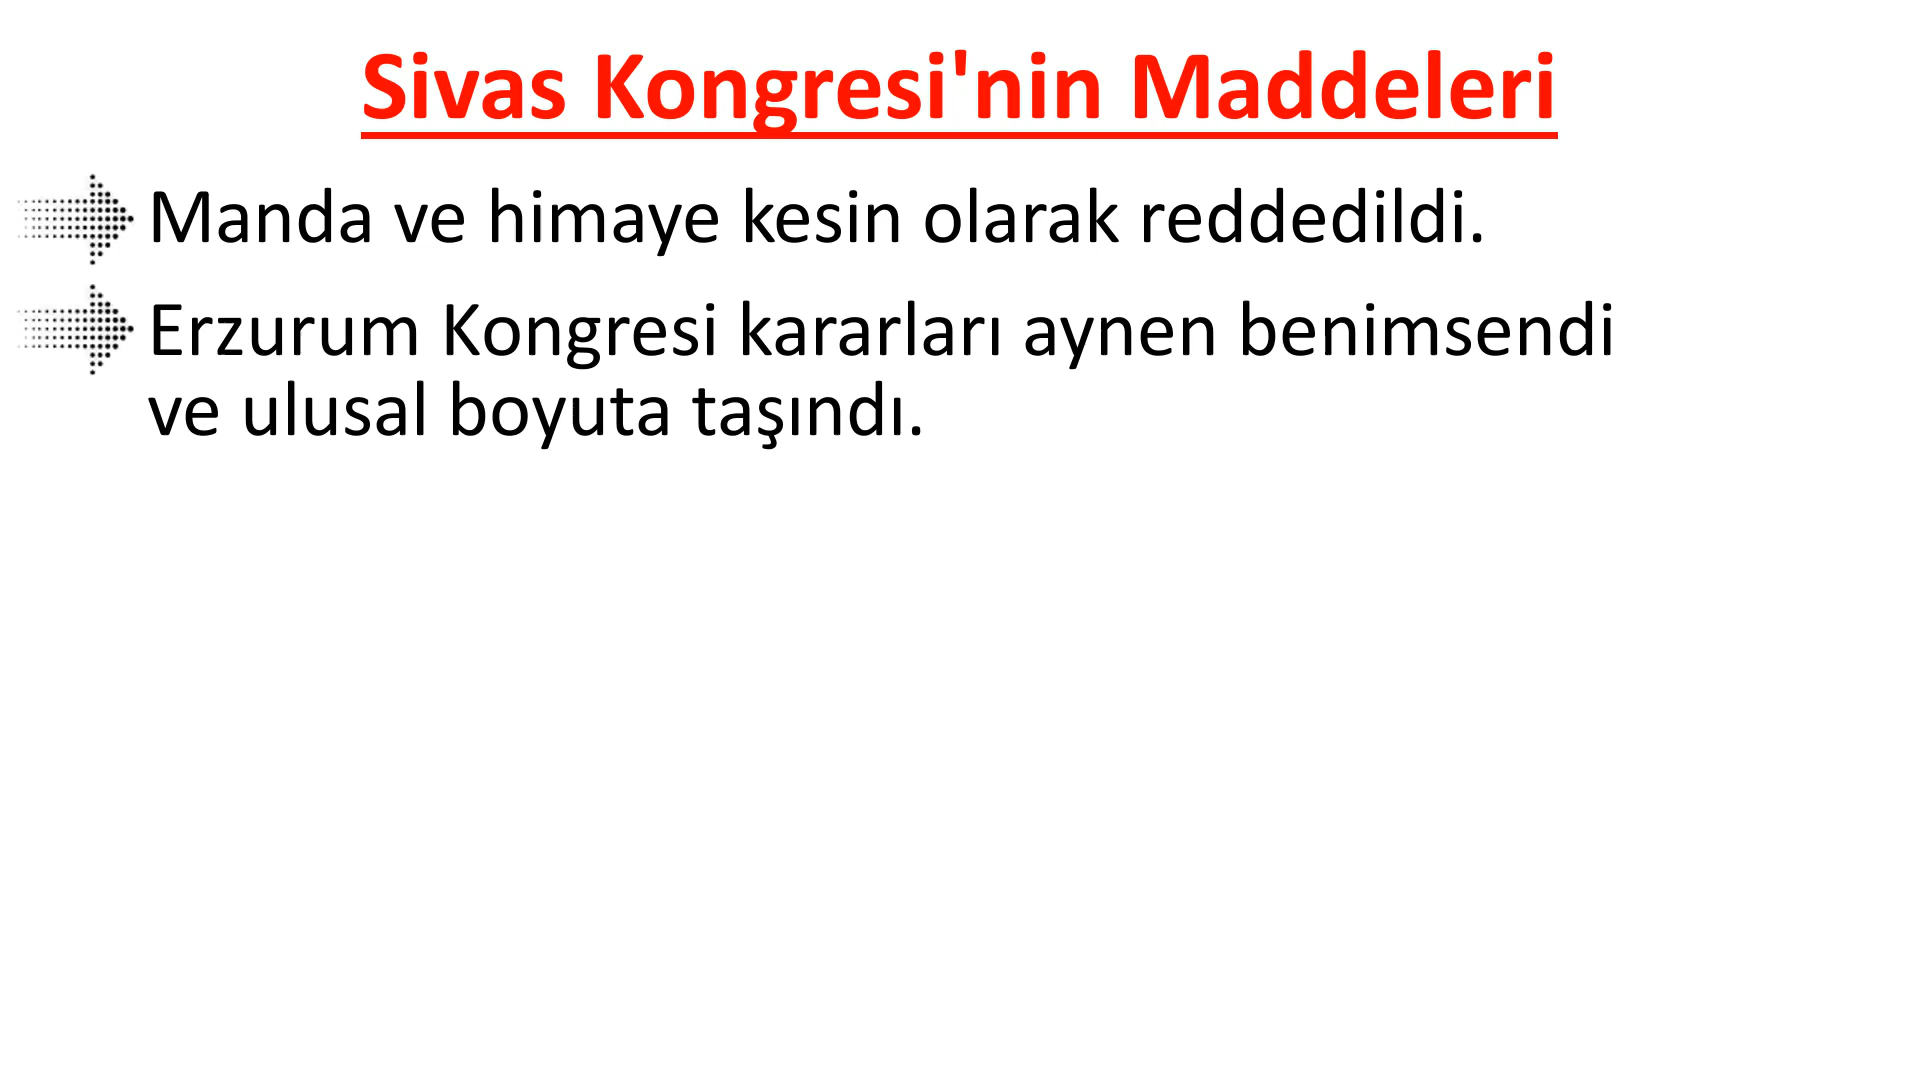 Sivas Kongresi'nin Maddeleri
Manda ve himaye kesin olarak reddedildi.
Erzurum Kongresi kararları aynen benimsendi
ve ulusal boyuta taşındı.